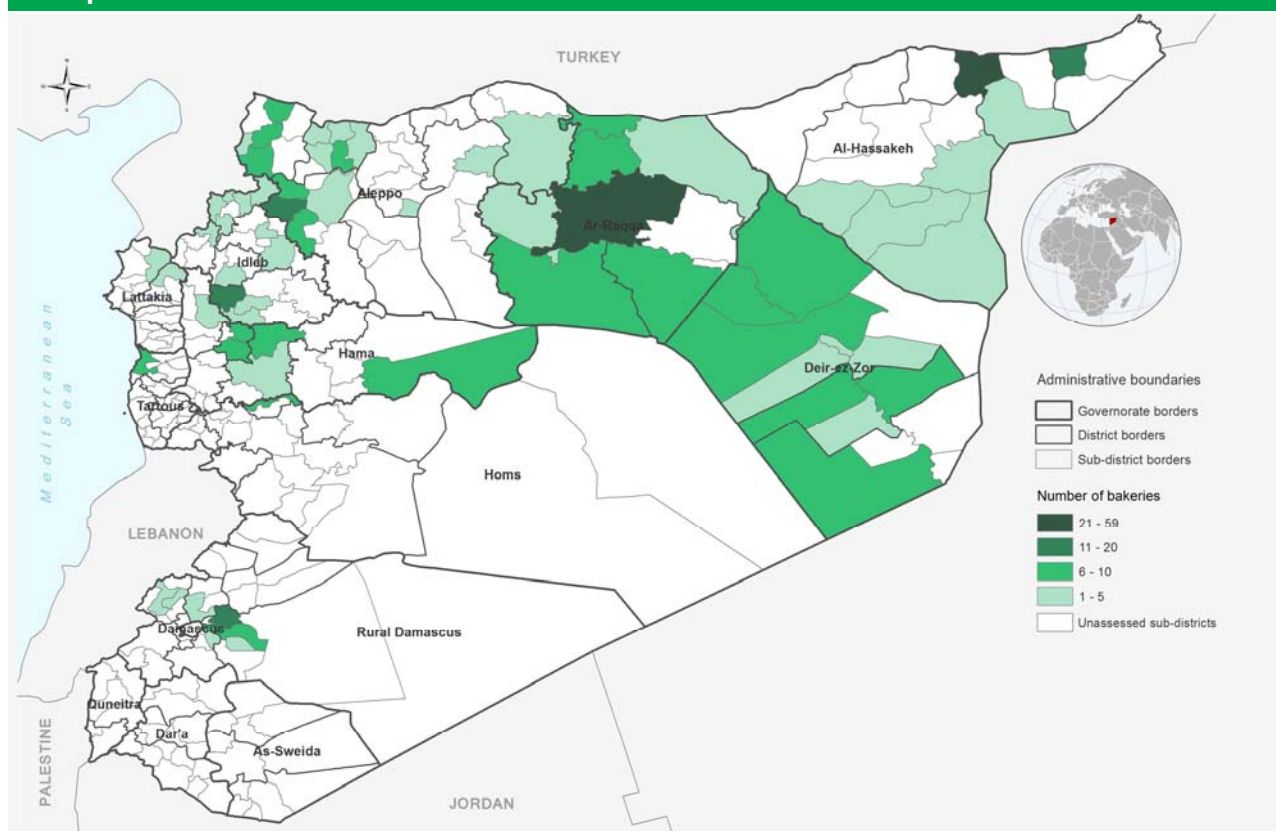 TURKEY
N
W
E
S
Al-Hassakeh
Aleppo
Ar-Raqqa
Idleb
Lattakia
Mediterranean
Sea
Hama
Deir-ez-Zor
Tartous
Homs
LEBANON
Damascus
Rural Damascus
Quneitra
Dar'a
As-Sweida
PALESTINE
JORDAN
Administrative boundaries
Governorate borders
District borders
Sub-district borders
Number of bakeries
21 - 59
11 - 20
6 - 10
1 - 5
Unassessed sub-districts